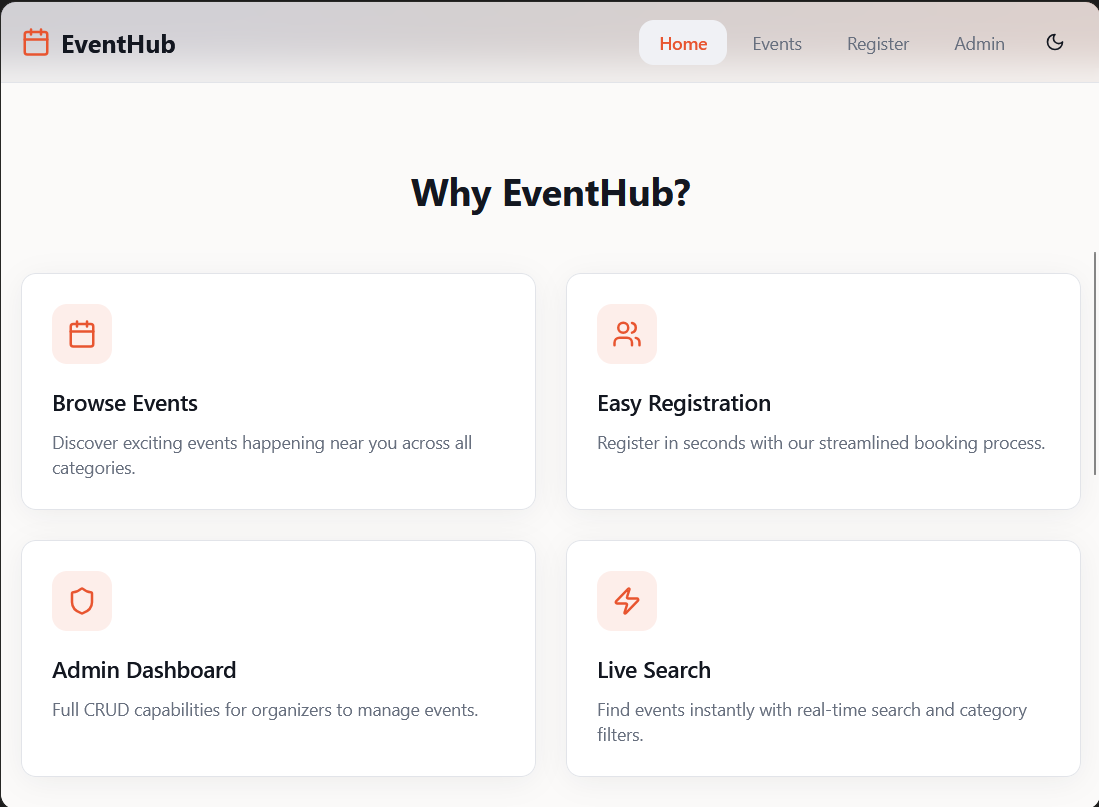 EventHub
Home
Events
Register
Admin
Why EventHub?
Browse Events
Discover exciting events happening near you across all
categories.
Easy Registration
Register in seconds with our streamlined booking process.
Admin Dashboard
Full CRUD capabilities for organizers to manage events.
Live Search
Find events instantly with real-time search and category
filters.